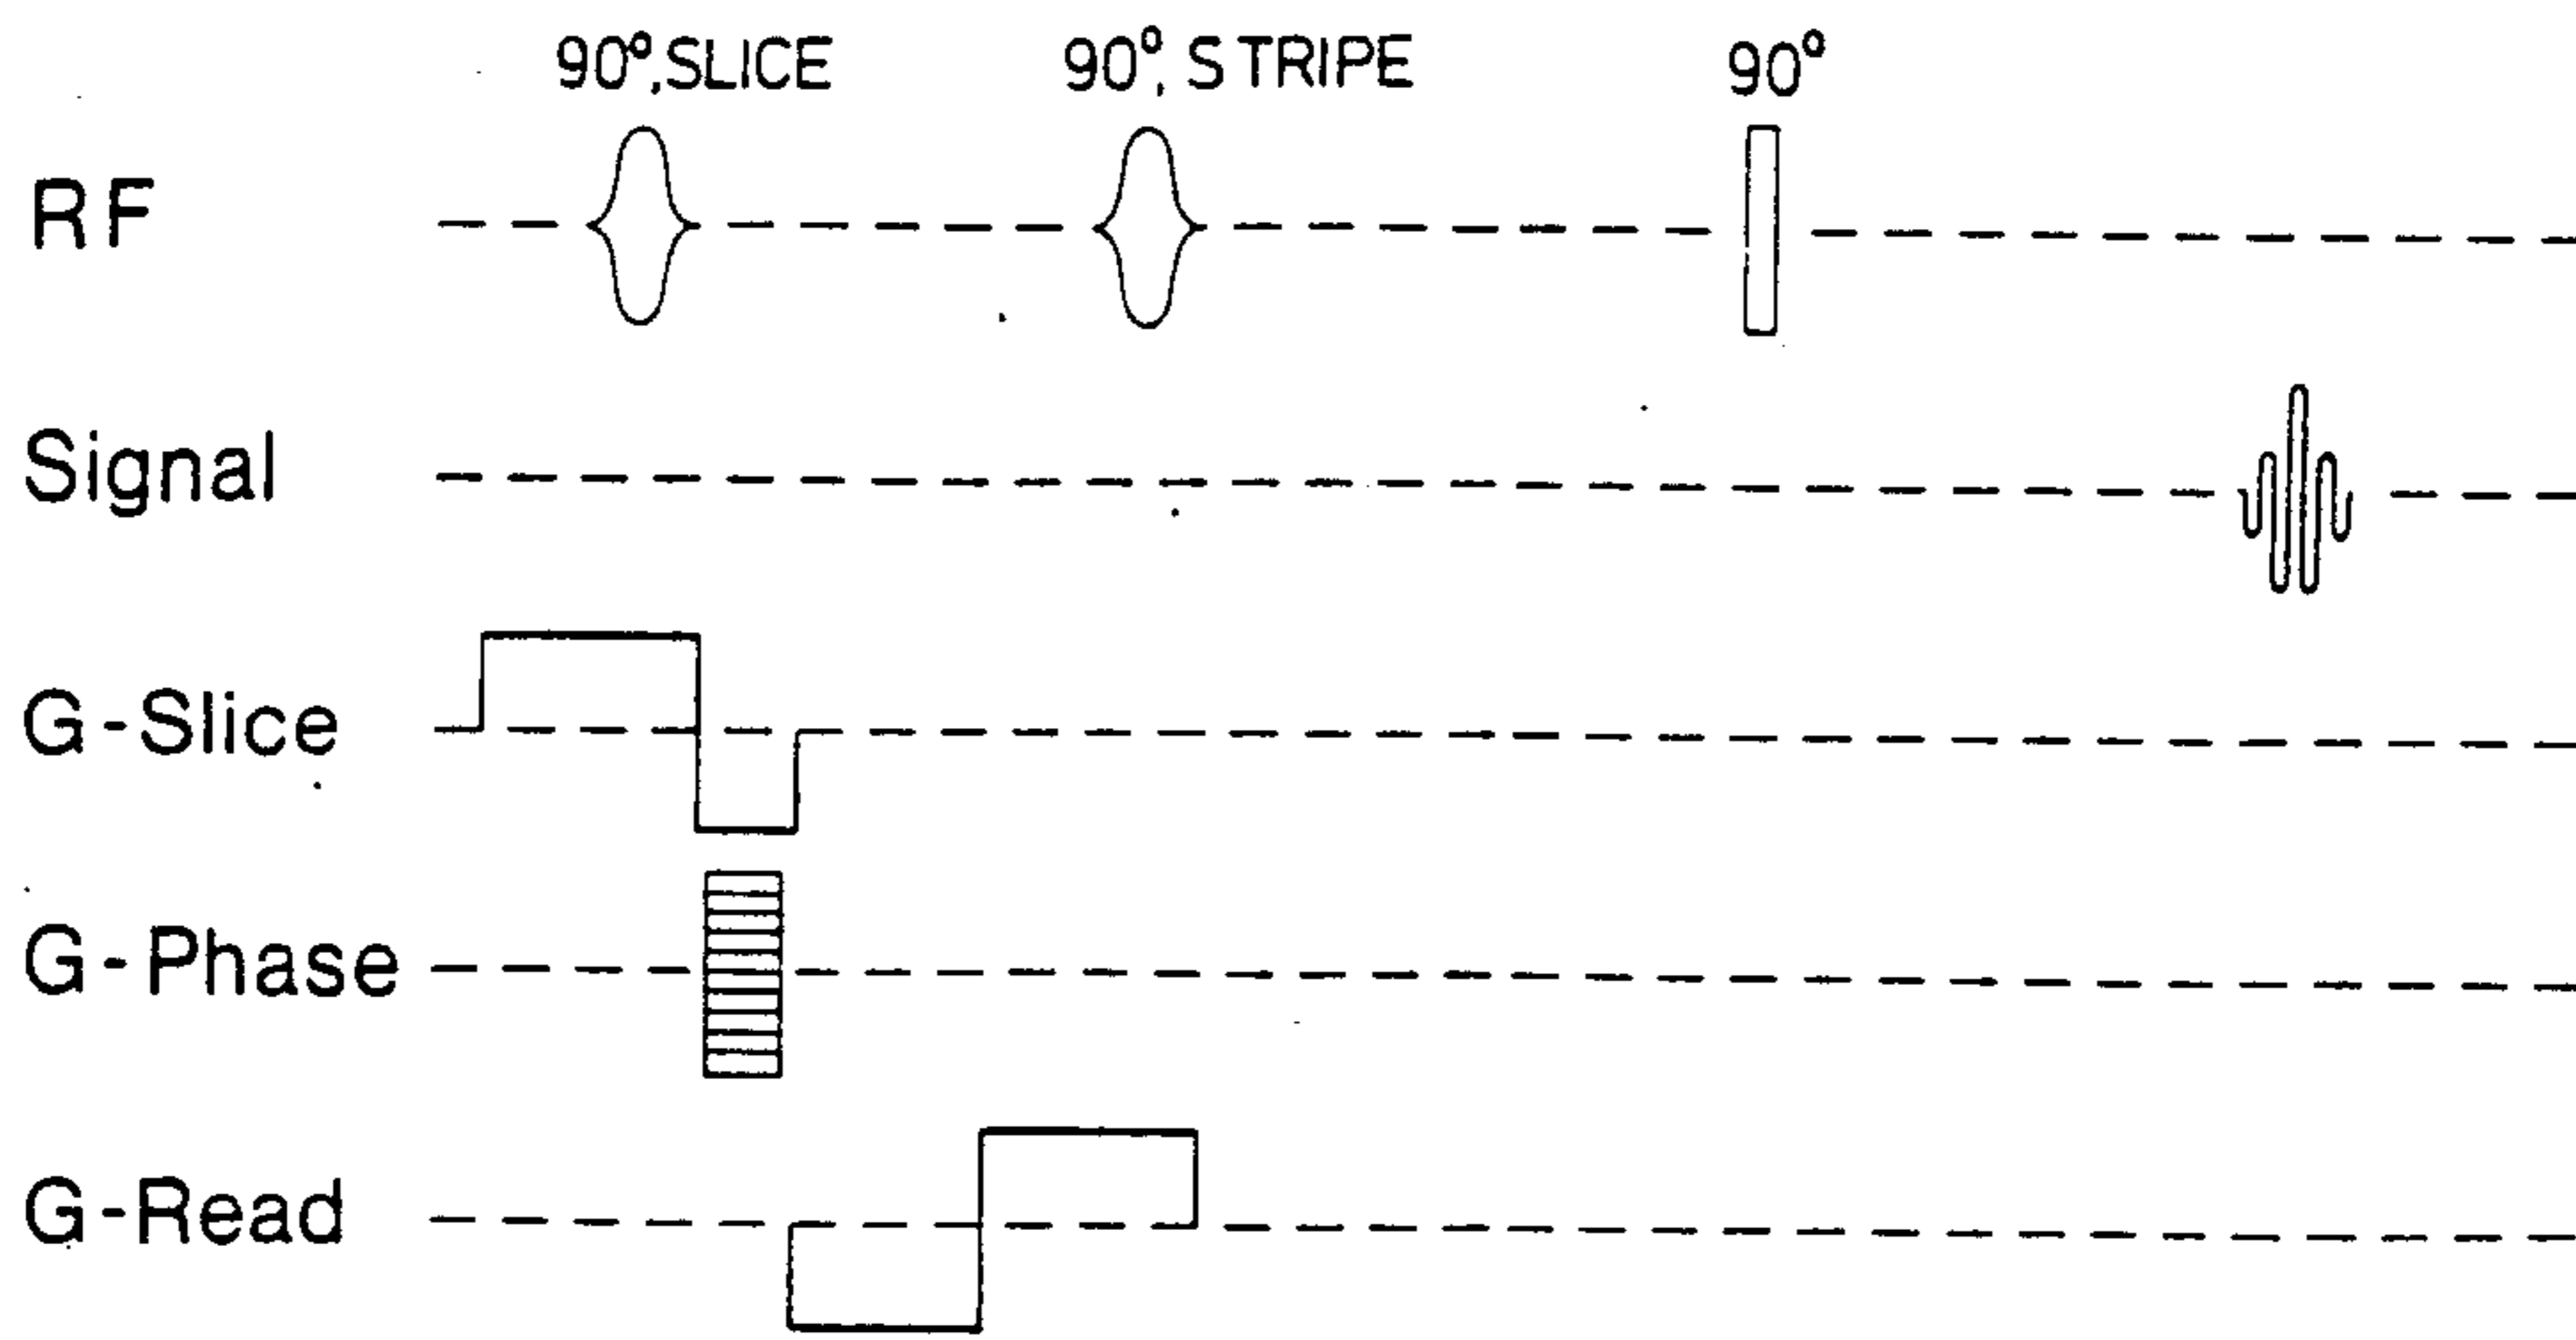 90°, SLICE 90°, STRIPE 90°
RF
Signal
G-Slice
G-Phase
G-Read